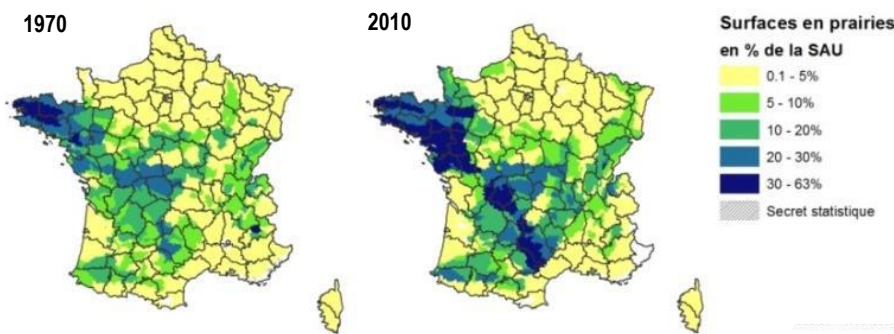 1970
2010
Surfaces en prairies
en % de la SAU
0.1 - 5%
5 - 10%
10 - 20%
20 - 30%
30 - 63%
Secret statistique